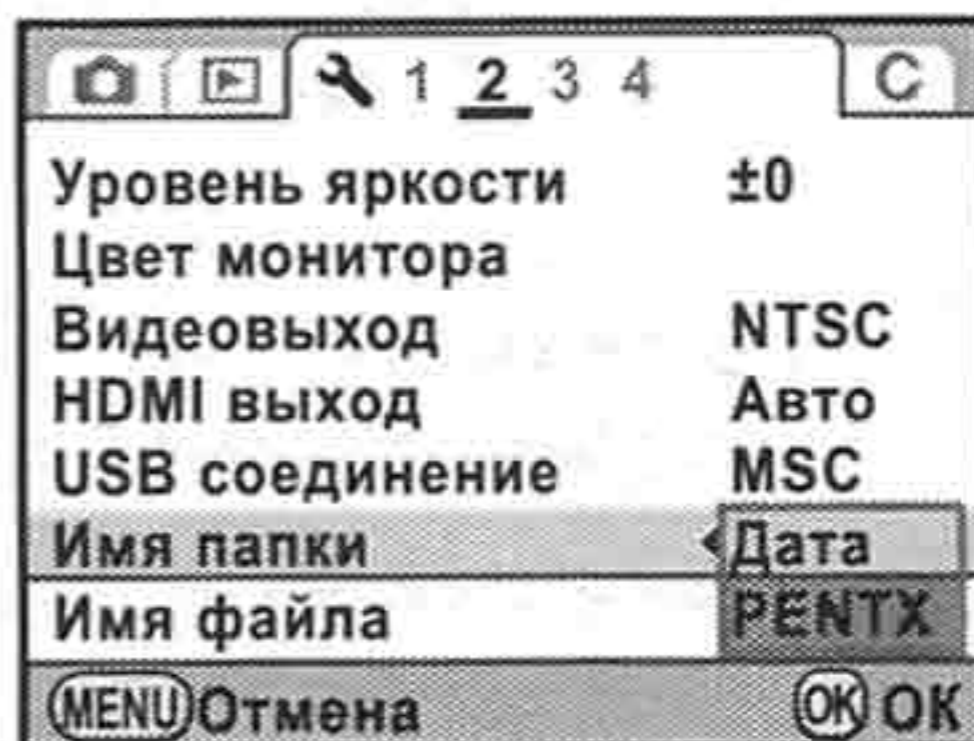 1 2 3 4 C
Уровень яркости ±0
Цвет монитора
Видеовыход NTSC
HDMI выход Авто
USB соединение MSC
Имя папки Дата
Имя файла PENTX
MENU Отмена OK ОК